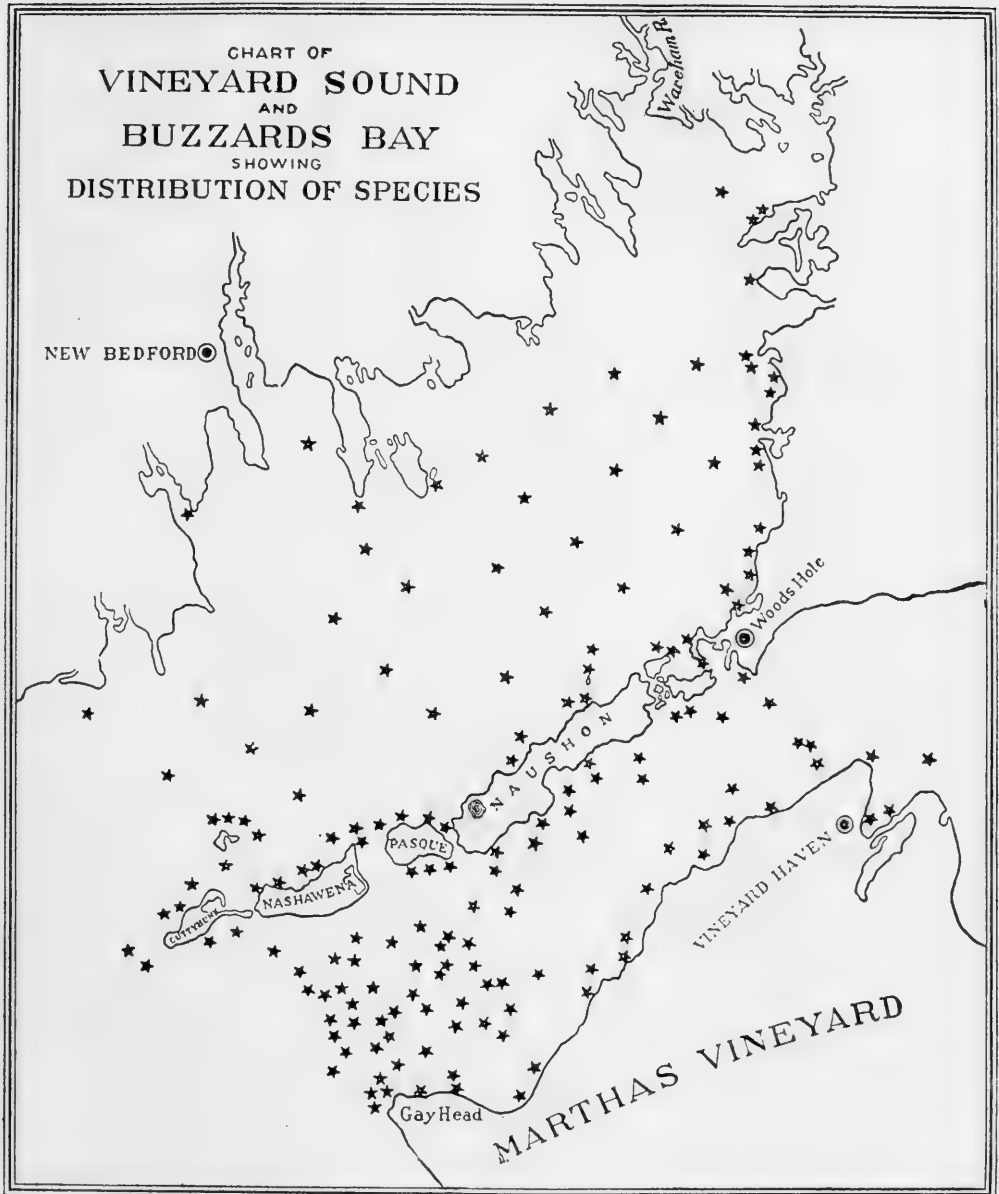 CHART OF
VINEYARD SOUND
AND
BUZZARDS BAY
SHOWING
DISTRIBUTION OF SPECIES
Wareham R.
NEW BEDFORD
Woods Hole
NAUSHON
PASQUE
NASHAWENA
CUTTYHUNK
VINEYARD HAVEN
MARTHAS VINEYARD
Gay Head